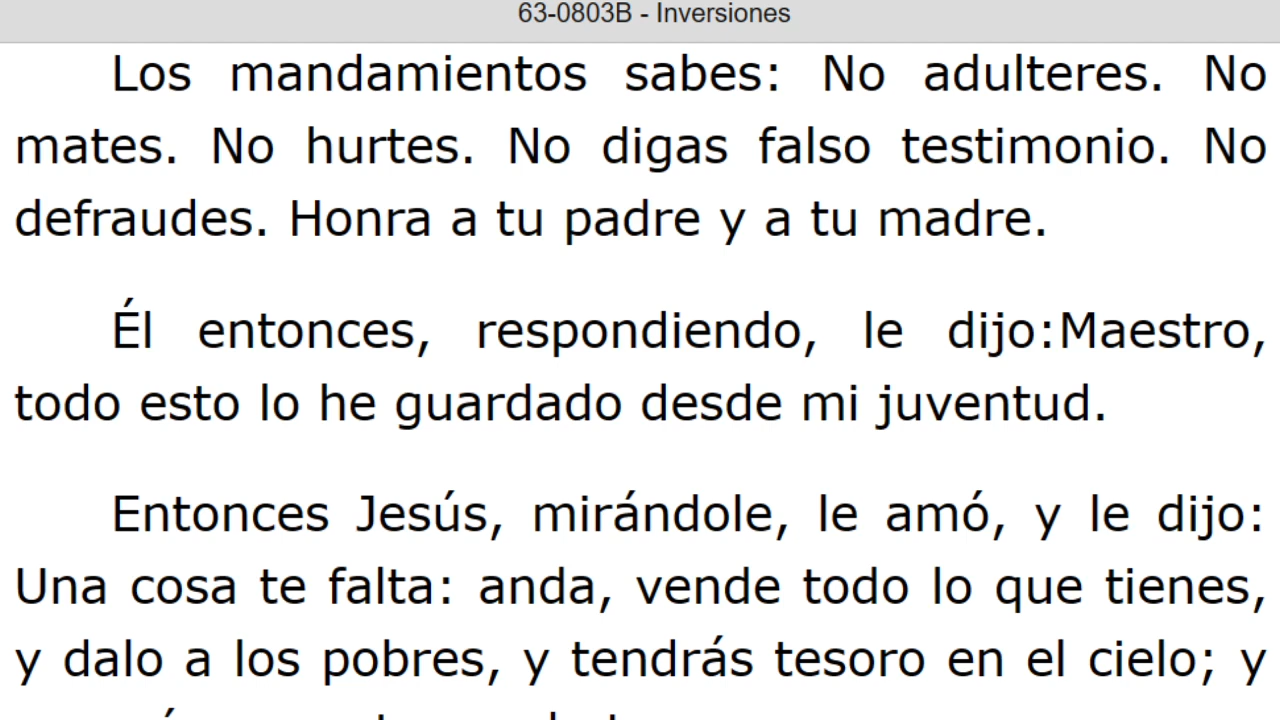 63-0803B - Inversiones
Los mandamientos sabes: No adulteres. No
mates. No hurtes. No digas falso testimonio. No
defraudes. Honra a tu padre y a tu madre.
Él entonces, respondiendo, le dijo:Maestro,
todo esto lo he guardado desde mi juventud.
Entonces Jesús, mirándole, le amó, y le dijo:
Una cosa te falta: anda, vende todo lo que tienes,
y dalo a los pobres, y tendrás tesoro en el cielo; y